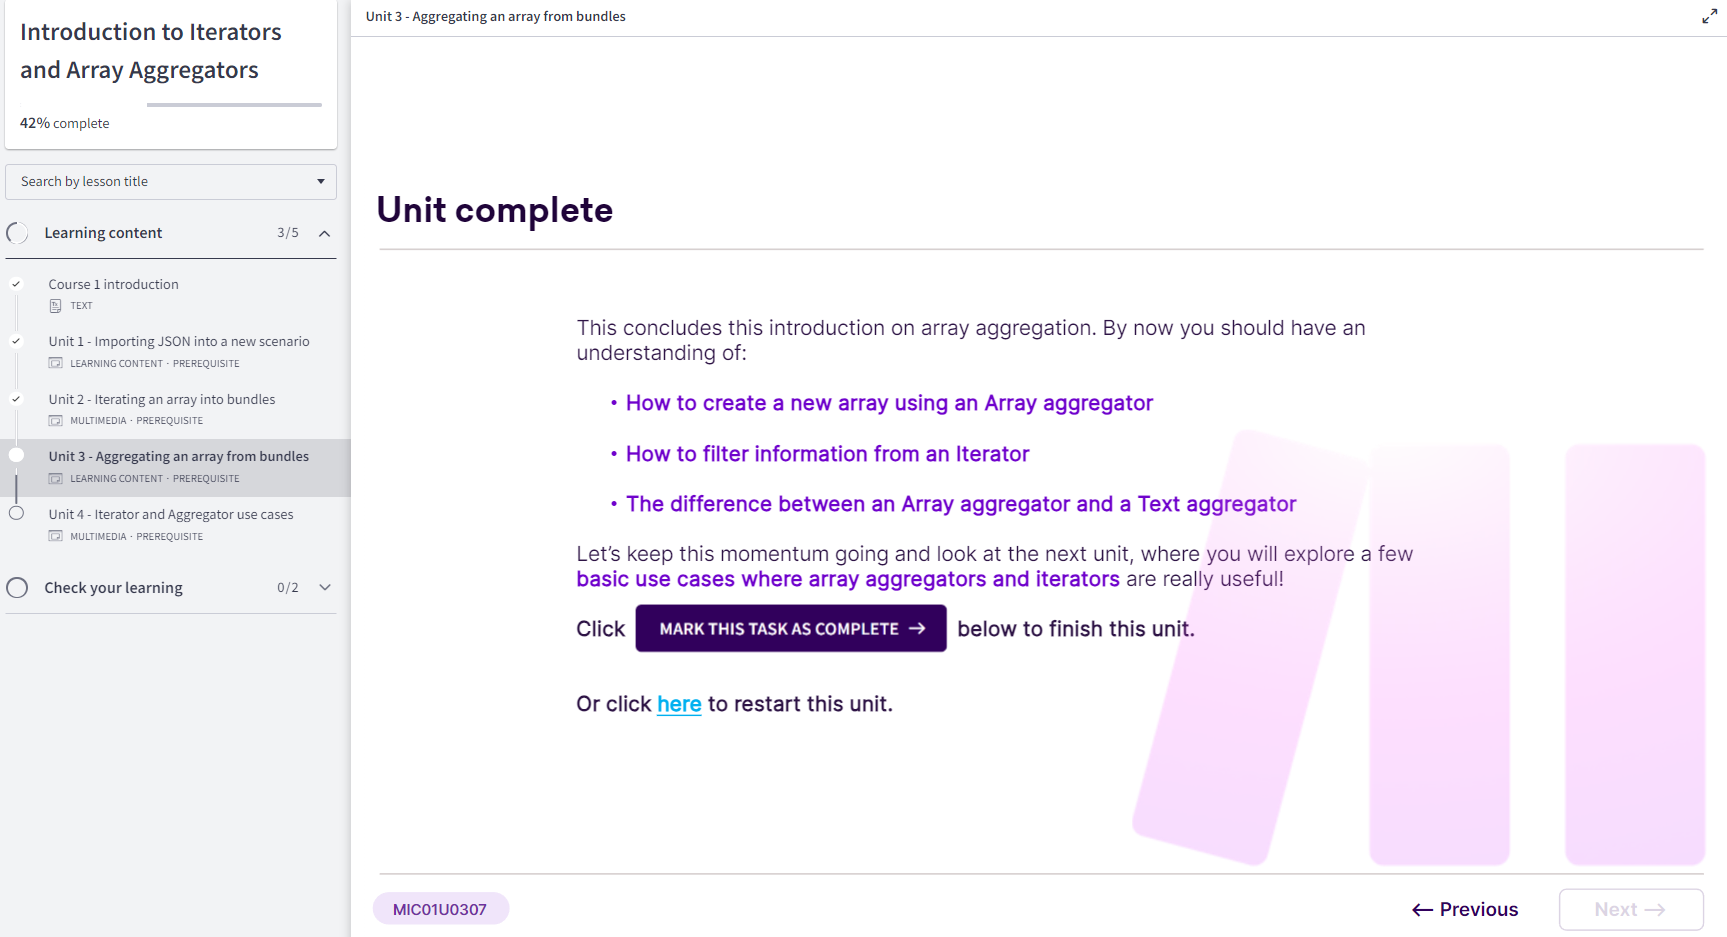 Introduction to Iterators
and Array Aggregators
42% complete
Search by lesson title
Learning content 3/5
Course 1 introduction
TEXT
Unit 1 - Importing JSON into a new scenario
LEARNING CONTENT · PREREQUISITE
Unit 2 - Iterating an array into bundles
MULTIMEDIA · PREREQUISITE
Unit 3 - Aggregating an array from bundles
LEARNING CONTENT · PREREQUISITE
Unit 4 - Iterator and Aggregator use cases
MULTIMEDIA · PREREQUISITE
Check your learning 0/2
Unit 3 - Aggregating an array from bundles
Unit complete
This concludes this introduction on array aggregation. By now you should have an
understanding of:
• How to create a new array using an Array aggregator
• How to filter information from an Iterator
• The difference between an Array aggregator and a Text aggregator
Let's keep this momentum going and look at the next unit, where you will explore a few
basic use cases where array aggregators and iterators are really useful!
Click MARK THIS TASK AS COMPLETE → below to finish this unit.
Or click here to restart this unit.
MIC01U0307
← Previous
Next →